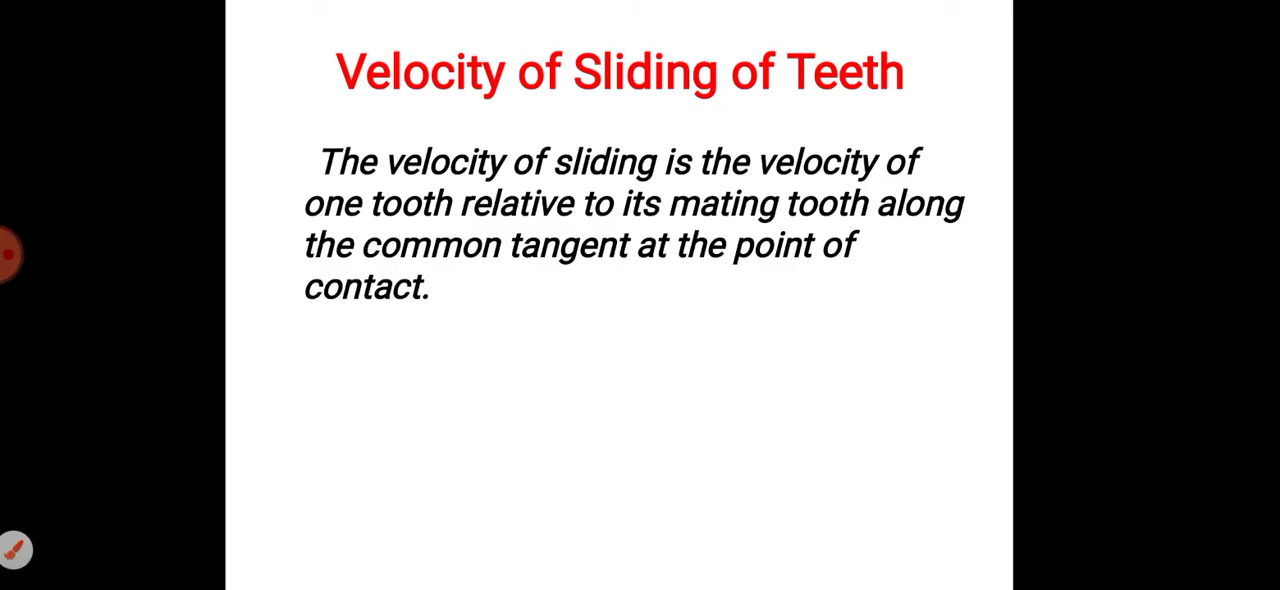 Velocity of Sliding of Teeth
The velocity of sliding is the velocity of
one tooth relative to its mating tooth along
the common tangent at the point of
contact.